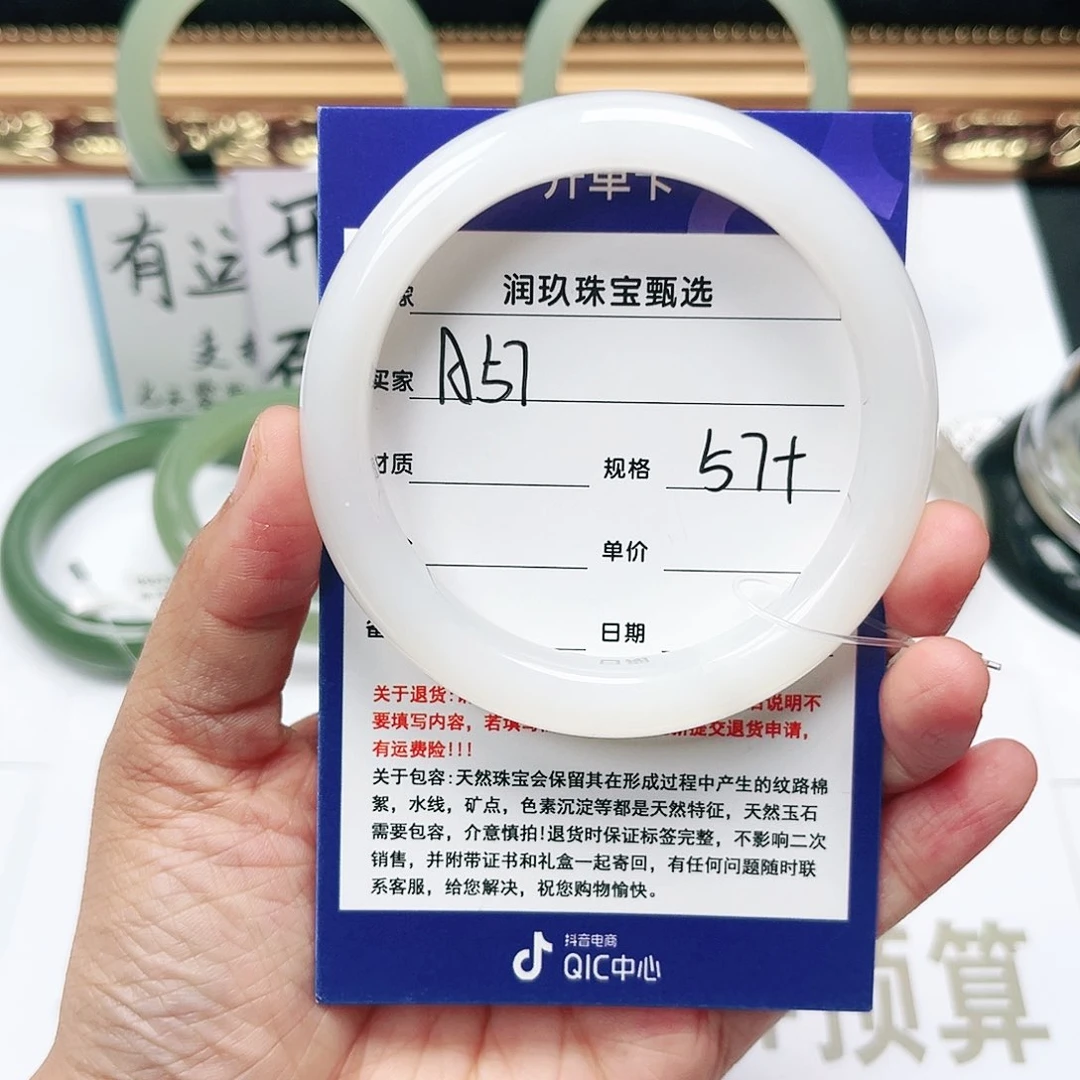 开单卡
家 润玖珠宝甄选
买家 A57
材质 规格 57+
单价
日期
关于退货:
说明不
要填写内容，若填写
提交退货申请，
有运费险!!!
关于包容:天然珠宝会保留其在形成过程中产生的纹路棉
絮，水线，矿点，色素沉淀等都是天然特征，天然玉石
需要包容，介意慎拍!退货时保证标签完整，不影响二次
销售，并附带证书和礼盒一起寄回，有任何问题随时联
系客服，给您解决，祝您购物愉快。
抖音电商
QIC中心
有运
开
支
预算